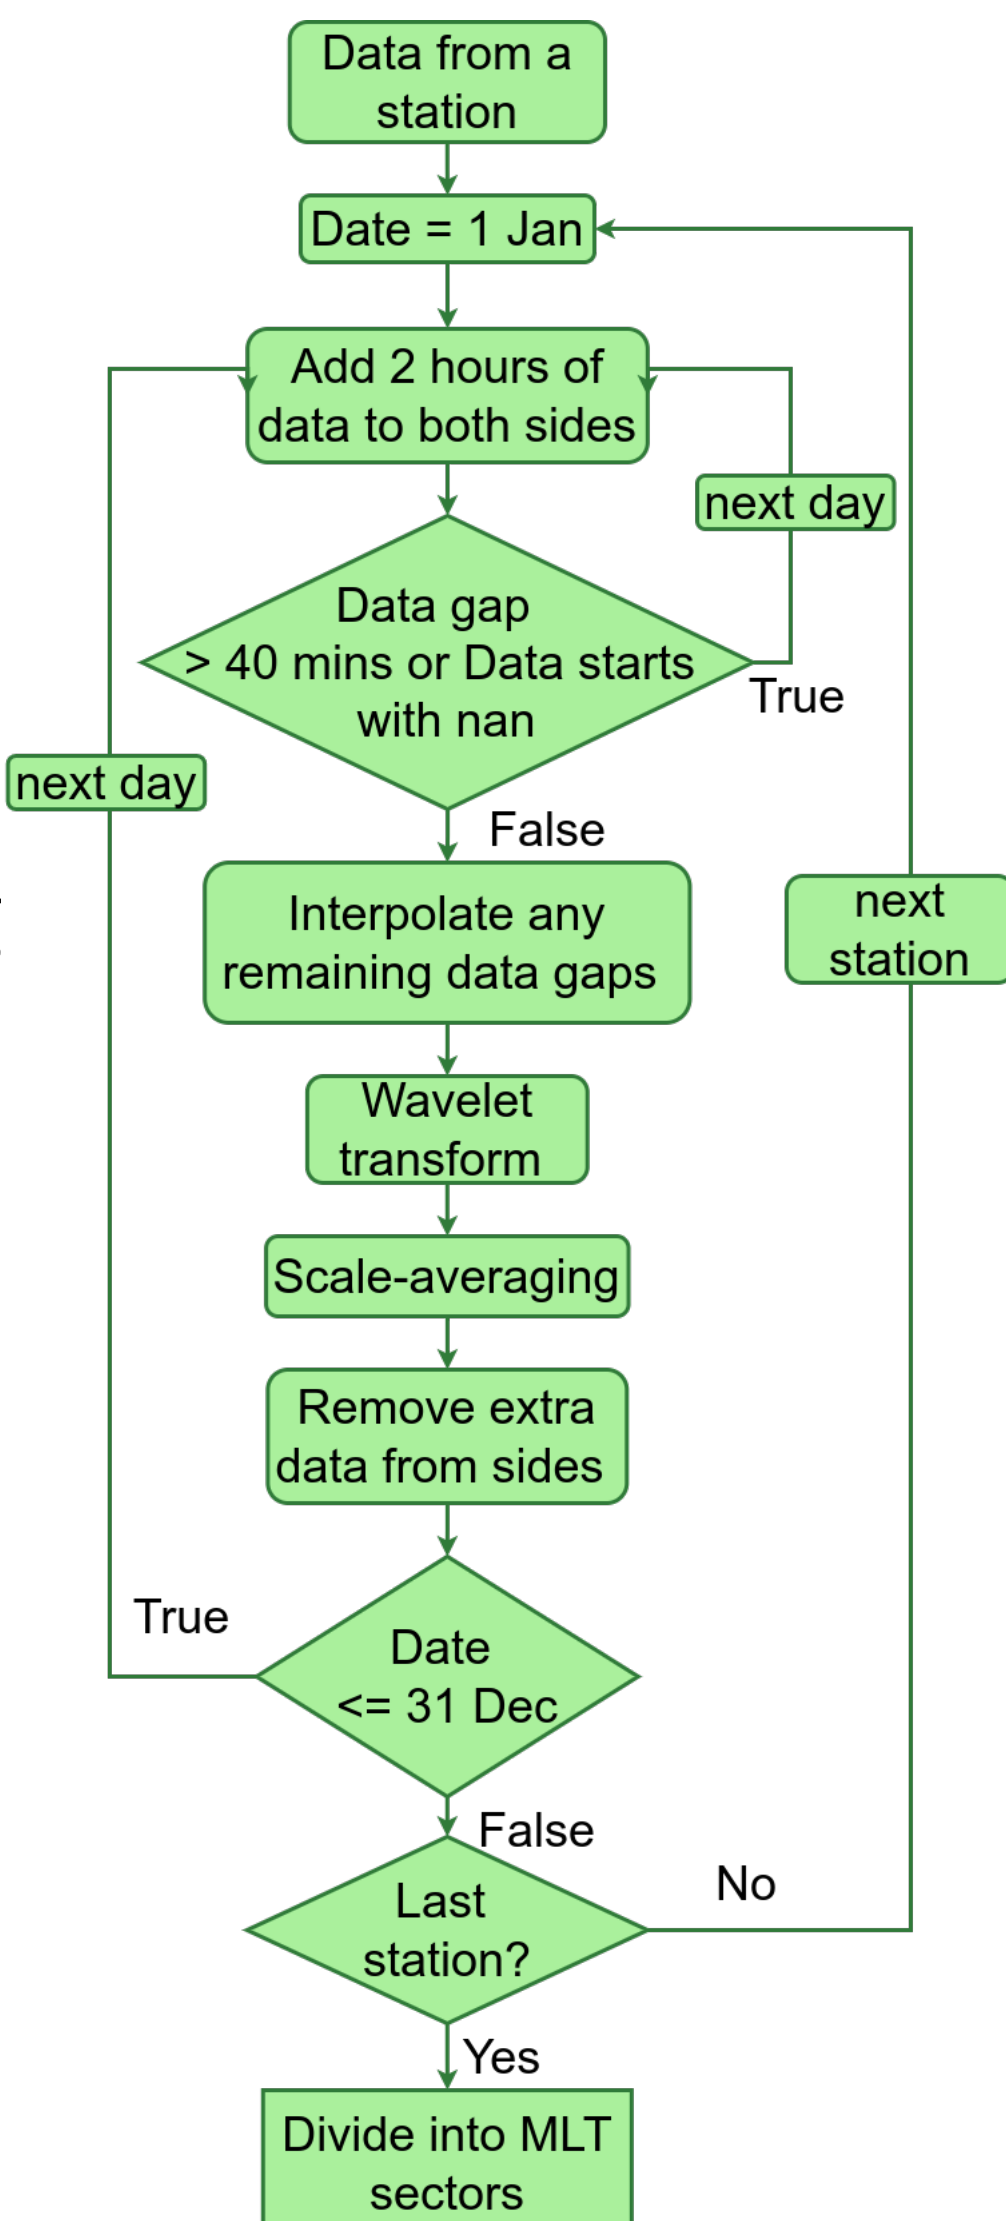 Data from a
station
Date = 1 Jan
Add 2 hours of
data to both sides
next day
Data gap
> 40 mins or Data starts
with nan
True
next day
False
Interpolate any
remaining data gaps
next
station
Wavelet
transform
Scale-averaging
Remove extra
data from sides
True
Date
<= 31 Dec
False
Last
station?
No
Yes
Divide into MLT
sectors